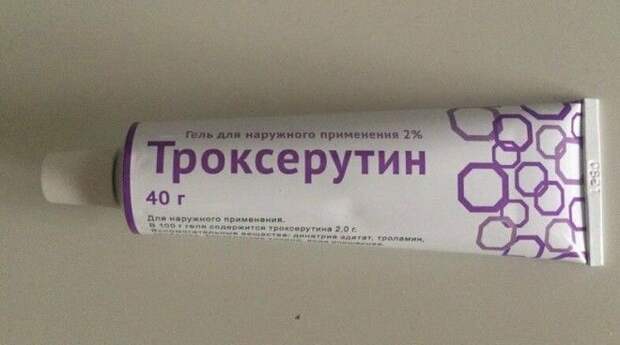 Гель для наружного применения 2%
Троксерутин
40 г
Для наружного применения.
В 100 г геля содержится троксерутина 2,0 г.
Вспомогательные вещества: динатрия эдитат, троламин,